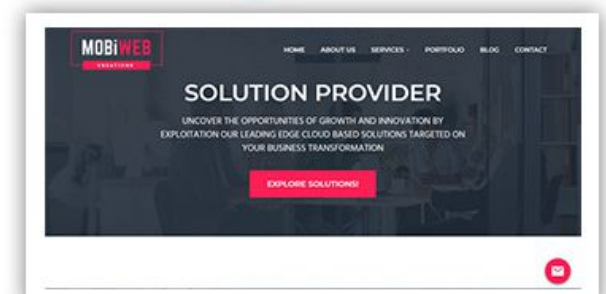 MOBiWEB
CREATIONS
HOME ABOUT US SERVICES PORTFOLIO BLOG CONTACT
SOLUTION PROVIDER
UNCOVER THE OPPORTUNITIES OF GROWTH AND INNOVATION BY
EXPLOITATION OUR LEADING EDGE CLOUD BASED SOLUTIONS TARGETED ON
YOUR BUSINESS TRANSFORMATION
EXPLORE SOLUTIONS!